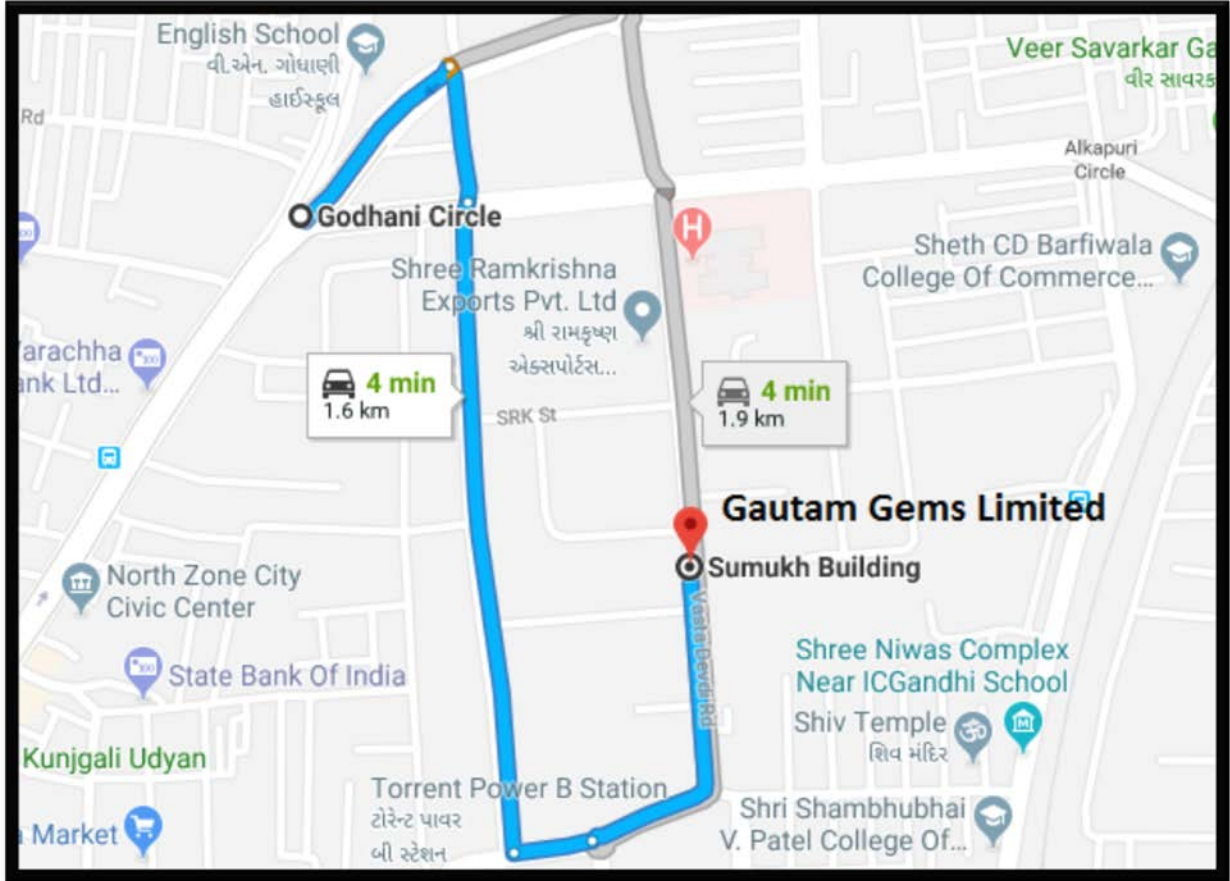 English School
વી.એન. ગોધાણી
હાઈસ્કૂલ
Veer Savarkar Ga
વીર સાવરક
Rd
Alkapuri
Circle
Godhani Circle
H
Sheth CD Barfiwala
College Of Commerce...
Shree Ramkrishna
Exports Pvt. Ltd
શ્રી રામકૃષ્ણ
એક્સપોર્ટસ...
arachha
ank Ltd...
4 min
1.6 km
4 min
1.9 km
SRK St
Gautam Gems Limited
Sumukh Building
North Zone City
Civic Center
Vasta Devdi Rd
Shree Niwas Complex
Near ICGandhi School
State Bank Of India
Shiv Temple
શિવ મંદિર
Kunjgali Udyan
Torrent Power B Station
ટોરેન્ટ પાવર
બી સ્ટેશન
Shri Shambhubhai
V. Patel College Of...
Market